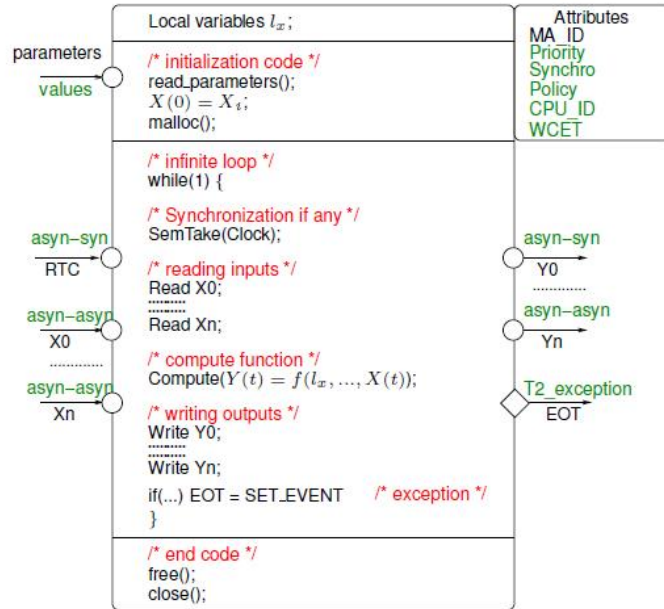 Local variables l_x;
Attributes
MA_ID
Priority
Synchro
Policy
CPU_ID
WCET
parameters
values
/* initialization code */
read_parameters();
X(0) = X_i;
malloc();
/* infinite loop */
while(1) {
/* Synchronization if any */
SemTake(Clock);
asyn-syn
RTC
/* reading inputs */
Read X0;
..........
Read Xn;
asyn-asyn
X0
.............
asyn-asyn
Xn
/* compute function */
Compute(Y(t) = f(l_x, ..., X(t));
/* writing outputs */
Write Y0;
..........
Write Yn;
if(...) EOT = SET_EVENT /* exception */
}
asyn-syn
Y0
.............
asyn-asyn
Yn
T2_exception
EOT
/* end code */
free();
close();